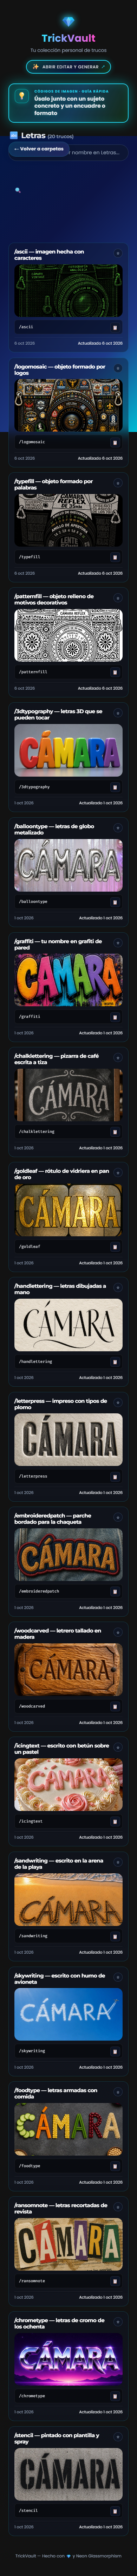 TrickVault
Tu colección personal de trucos
ABRIR EDITAR Y GENERAR ↗
CÓDIGOS DE IMAGEN · GUÍA RÁPIDA
Úsalo junto con un sujeto
concreto y un encuadre o
formato
Letras (20 trucos)
← Volver a carpetas
nombre en Letras...
/ascii — imagen hecha con
caracteres
/ascii
6 oct 2026 Actualizado 6 oct 2026
/logomosaic — objeto formado por
logos
/logomosaic
6 oct 2026 Actualizado 6 oct 2026
/typefill — objeto formado por
palabras
/typefill
6 oct 2026 Actualizado 6 oct 2026
/patternfill — objeto relleno de
motivos decorativos
/patternfill
6 oct 2026 Actualizado 6 oct 2026
/3dtypography — letras 3D que se
pueden tocar
CÁMARA
/3dtypography
1 oct 2026 Actualizado 1 oct 2026
/balloontype — letras de globo
metalizado
CÁMARA
/balloontype
1 oct 2026 Actualizado 1 oct 2026
/graffiti — tu nombre en grafiti de
pared
CÁMARA
/graffiti
1 oct 2026 Actualizado 1 oct 2026
/chalklettering — pizarra de café
escrita a tiza
CÁMARA
/chalklettering
1 oct 2026 Actualizado 1 oct 2026
/goldleaf — rótulo de vidriera en pan
de oro
CÁMARA
/goldleaf
1 oct 2026 Actualizado 1 oct 2026
/handlettering — letras dibujadas a
mano
CÁMARA
/handlettering
1 oct 2026 Actualizado 1 oct 2026
/letterpress — impreso con tipos de
plomo
CÁMARA
/letterpress
1 oct 2026 Actualizado 1 oct 2026
/embroideredpatch — parche
bordado para la chaqueta
CÁMARA
/embroideredpatch
1 oct 2026 Actualizado 1 oct 2026
/woodcarved — letrero tallado en
madera
CÁMARA
/woodcarved
1 oct 2026 Actualizado 1 oct 2026
/icingtext — escrito con betún sobre
un pastel
CÁMARA
/icingtext
1 oct 2026 Actualizado 1 oct 2026
/sandwriting — escrito en la arena
de la playa
CÁMARA
/sandwriting
1 oct 2026 Actualizado 1 oct 2026
/skywriting — escrito con humo de
avioneta
CÁMARA
/skywriting
1 oct 2026 Actualizado 1 oct 2026
/foodtype — letras armadas con
comida
CÁMARA
/foodtype
1 oct 2026 Actualizado 1 oct 2026
/ransomnote — letras recortadas de
revista
CÁMARA
/ransomnote
1 oct 2026 Actualizado 1 oct 2026
/chrometype — letras de cromo de
los ochenta
CÁMARA
/chrometype
1 oct 2026 Actualizado 1 oct 2026
/stencil — pintado con plantilla y
spray
CÁMARA
/stencil
1 oct 2026 Actualizado 1 oct 2026
TrickVault — Hecho con 💎 y Neon Glassmorphism